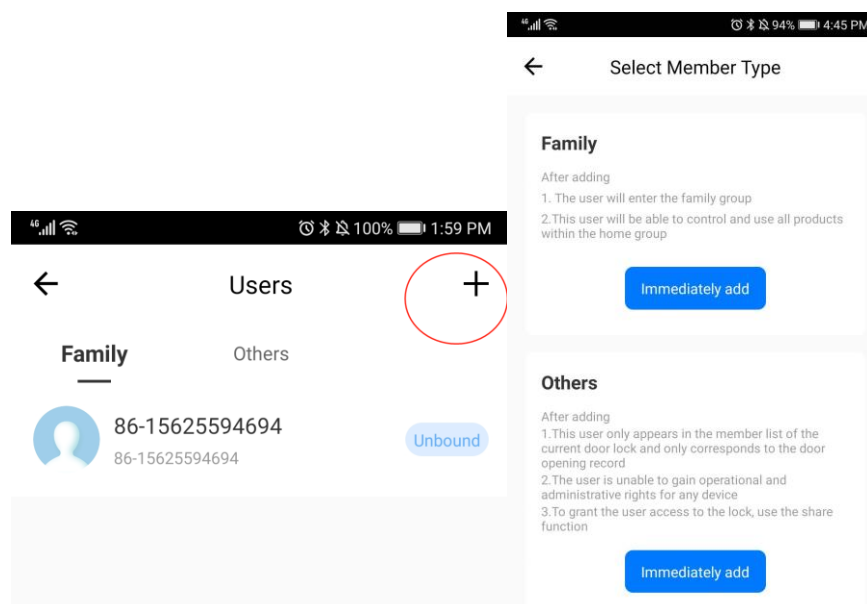 4G 100% 1:59 PM
Users
Family Others
86-15625594694
86-15625594694
Unbound
4G 94% 4:45 PM
Select Member Type
Family
After adding
1. The user will enter the family group
2.This user will be able to control and use all products
within the home group
Immediately add
Others
After adding
1.This user only appears in the member list of the
current door lock and only corresponds to the door
opening record
2.The user is unable to gain operational and
administrative rights for any device
3.To grant the user access to the lock, use the share
function
Immediately add